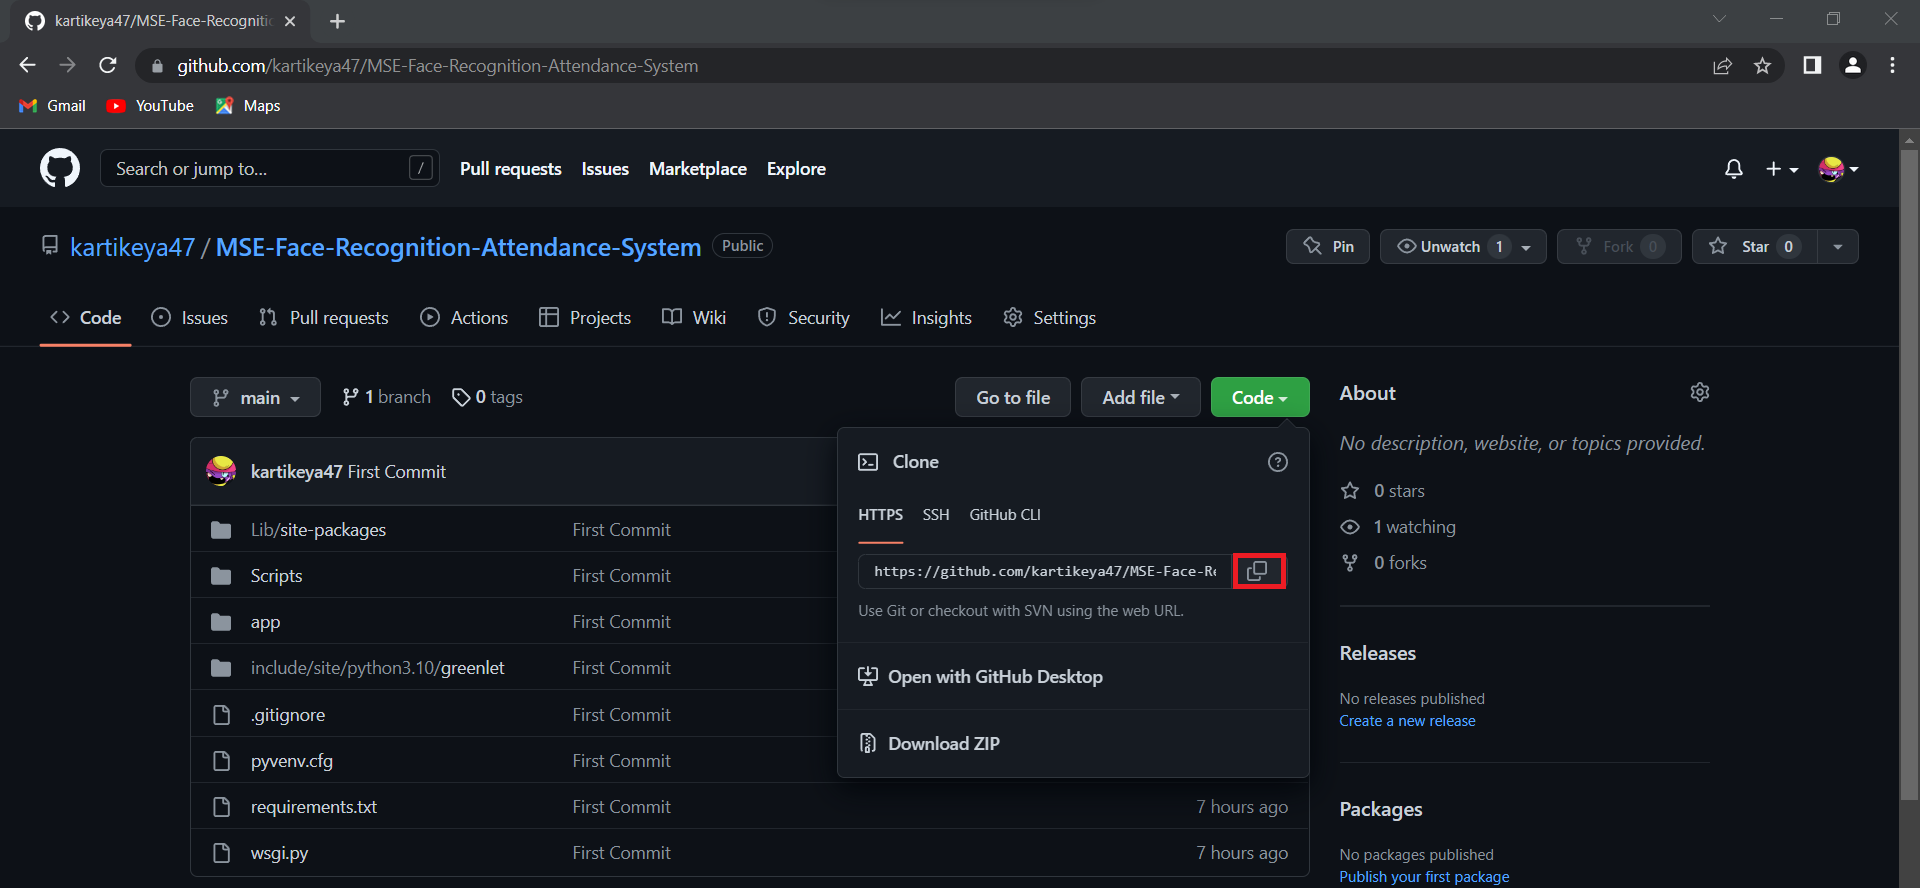 kartikeya47/MSE-Face-Recogniti
github.com/kartikeya47/MSE-Face-Recognition-Attendance-System
Gmail YouTube Maps
Search or jump to... / Pull requests Issues Marketplace Explore
kartikeya47 / MSE-Face-Recognition-Attendance-System Public Pin Unwatch 1 Fork 0 Star 0
Code Issues Pull requests Actions Projects Wiki Security Insights Settings
main 1 branch 0 tags Go to file Add file Code
kartikeya47 First Commit
Lib/site-packages First Commit
Scripts First Commit
app First Commit
include/site/python3.10/greenlet First Commit
.gitignore First Commit
pyvenv.cfg First Commit
requirements.txt First Commit 7 hours ago
wsgi.py First Commit 7 hours ago
Clone
HTTPS SSH GitHub CLI
https://github.com/kartikeya47/MSE-Face-Re
Use Git or checkout with SVN using the web URL.
Open with GitHub Desktop
Download ZIP
About
No description, website, or topics provided.
0 stars
1 watching
0 forks
Releases
No releases published
Create a new release
Packages
No packages published
Publish your first package